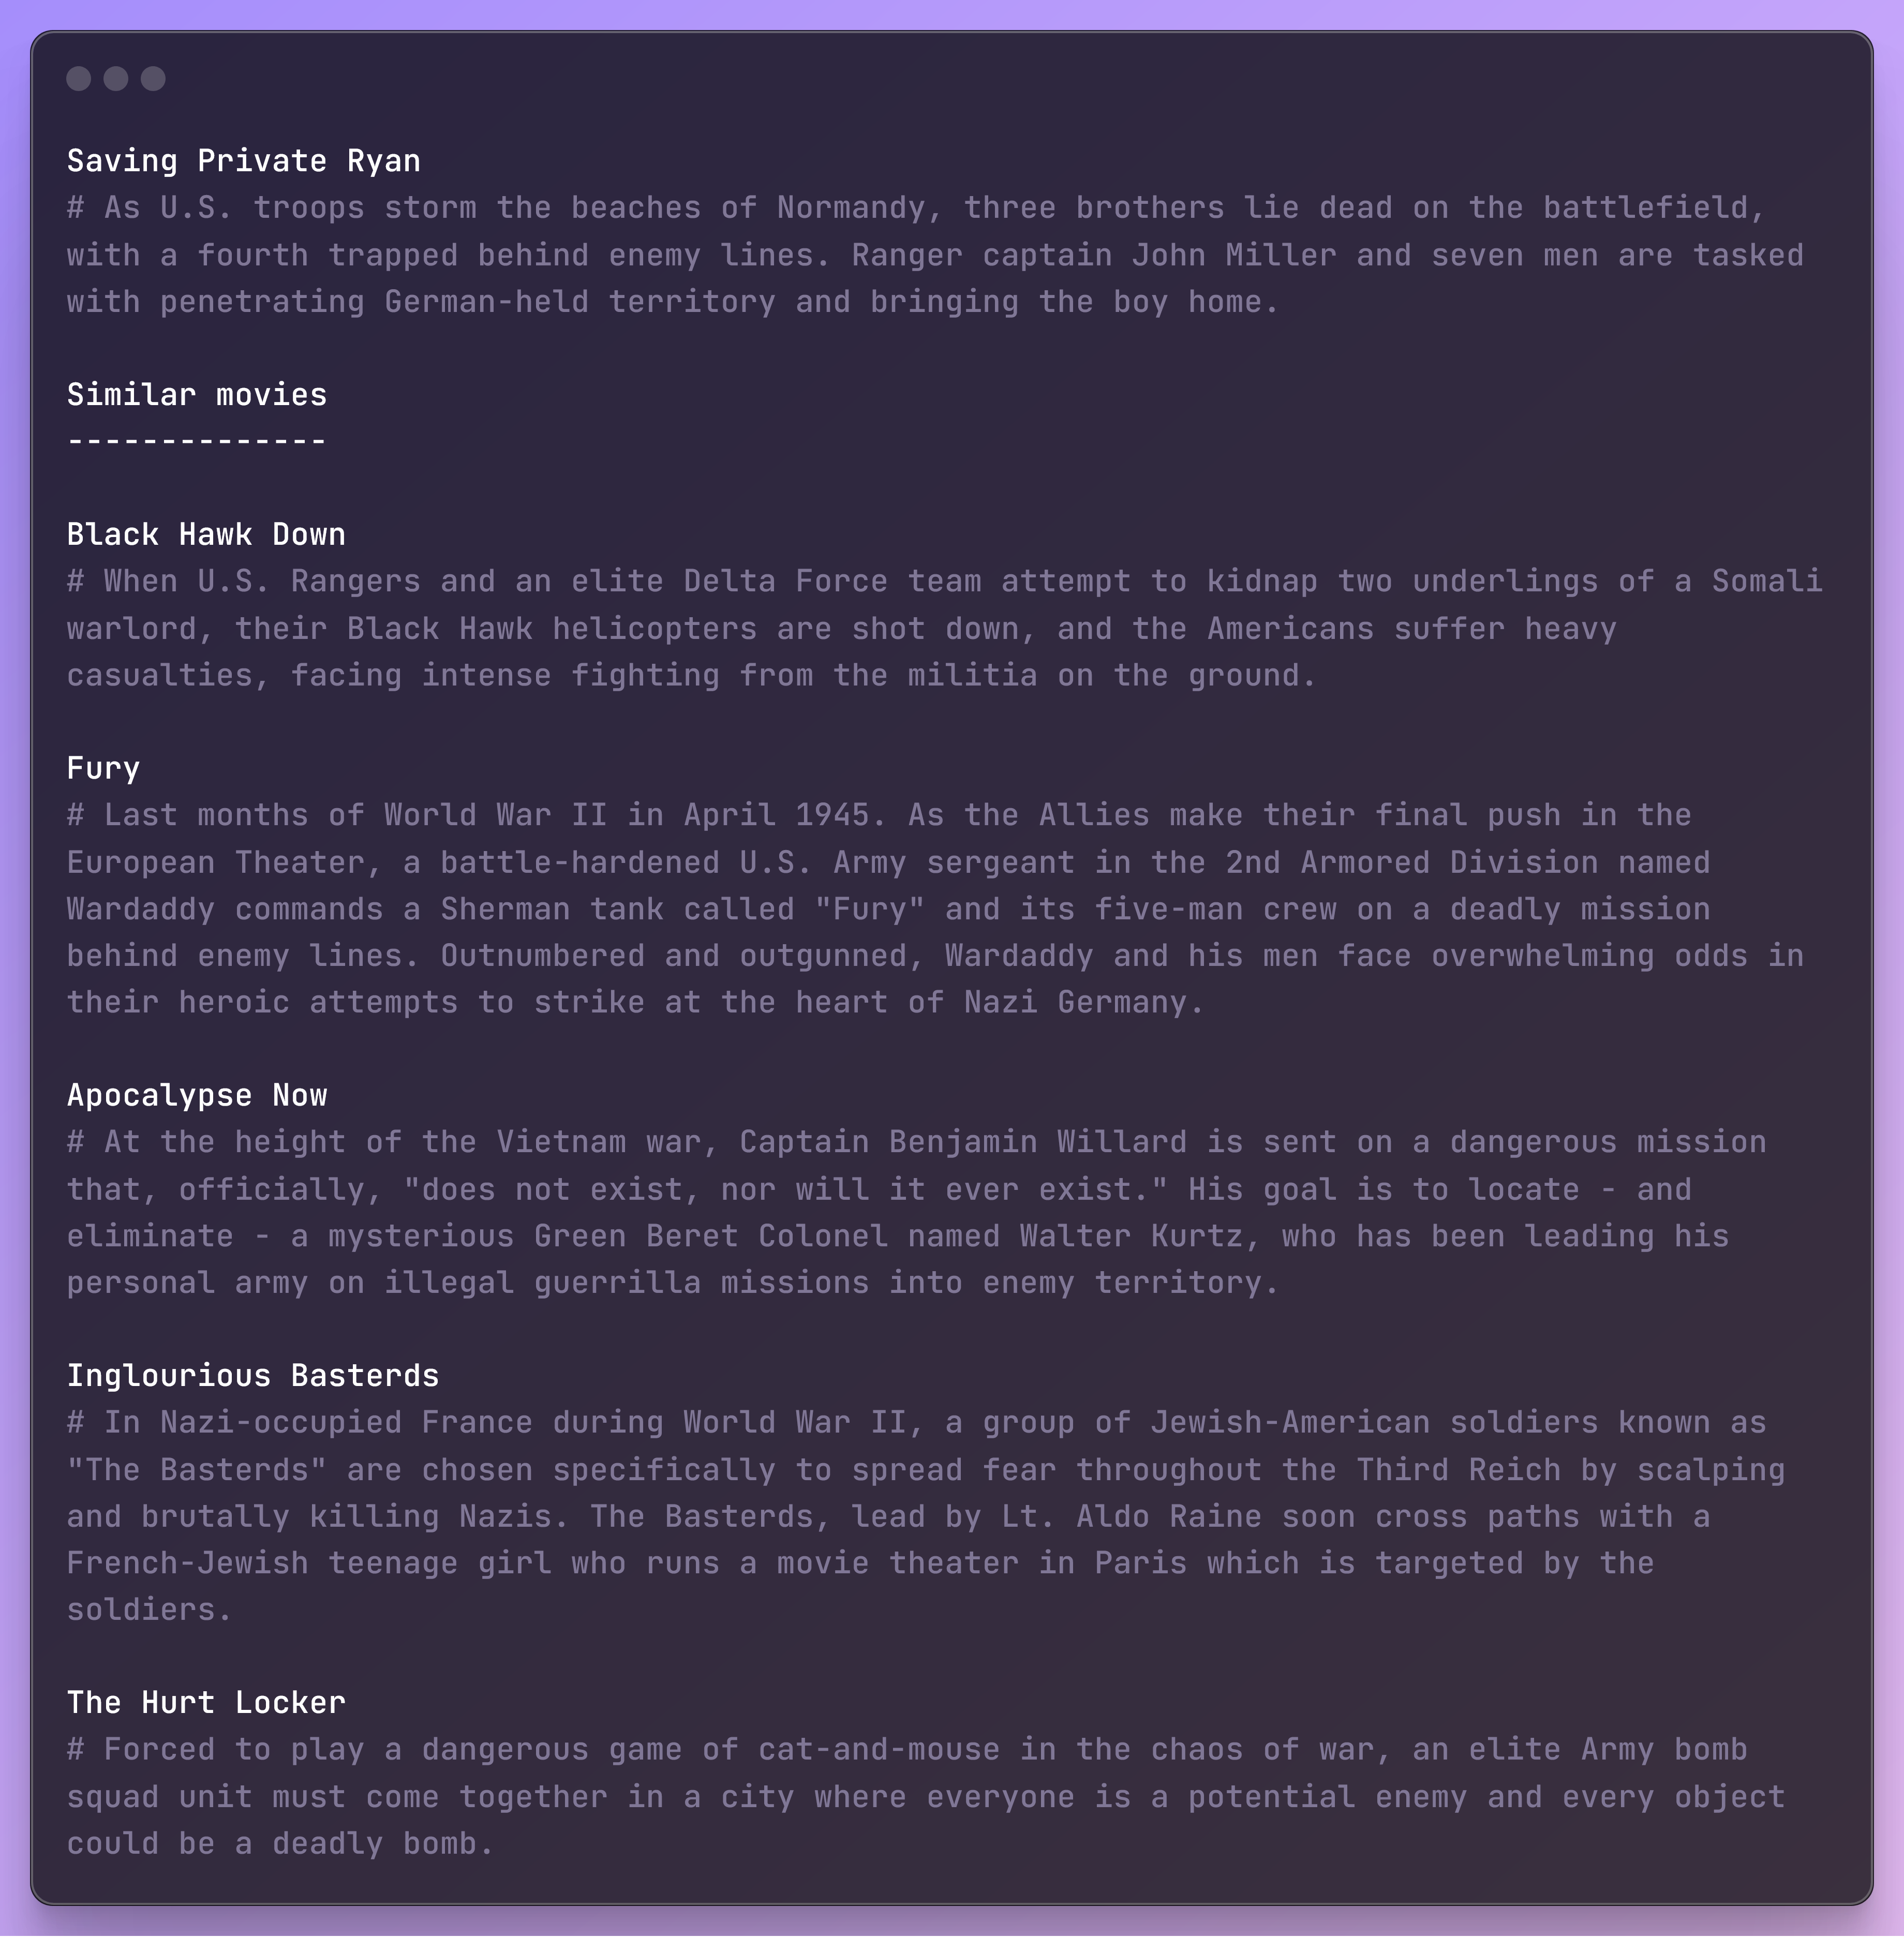 Saving Private Ryan
# As U.S. troops storm the beaches of Normandy, three brothers lie dead on the battlefield,
with a fourth trapped behind enemy lines. Ranger captain John Miller and seven men are tasked
with penetrating German-held territory and bringing the boy home.
Similar movies
--------------
Black Hawk Down
# When U.S. Rangers and an elite Delta Force team attempt to kidnap two underlings of a Somali
warlord, their Black Hawk helicopters are shot down, and the Americans suffer heavy
casualties, facing intense fighting from the militia on the ground.
Fury
# Last months of World War II in April 1945. As the Allies make their final push in the
European Theater, a battle-hardened U.S. Army sergeant in the 2nd Armored Division named
Wardaddy commands a Sherman tank called "Fury" and its five-man crew on a deadly mission
behind enemy lines. Outnumbered and outgunned, Wardaddy and his men face overwhelming odds in
their heroic attempts to strike at the heart of Nazi Germany.
Apocalypse Now
# At the height of the Vietnam war, Captain Benjamin Willard is sent on a dangerous mission
that, officially, "does not exist, nor will it ever exist." His goal is to locate - and
eliminate - a mysterious Green Beret Colonel named Walter Kurtz, who has been leading his
personal army on illegal guerrilla missions into enemy territory.
Inglourious Basterds
# In Nazi-occupied France during World War II, a group of Jewish-American soldiers known as
"The Basterds" are chosen specifically to spread fear throughout the Third Reich by scalping
and brutally killing Nazis. The Basterds, lead by Lt. Aldo Raine soon cross paths with a
French-Jewish teenage girl who runs a movie theater in Paris which is targeted by the
soldiers.
The Hurt Locker
# Forced to play a dangerous game of cat-and-mouse in the chaos of war, an elite Army bomb
squad unit must come together in a city where everyone is a potential enemy and every object
could be a deadly bomb.